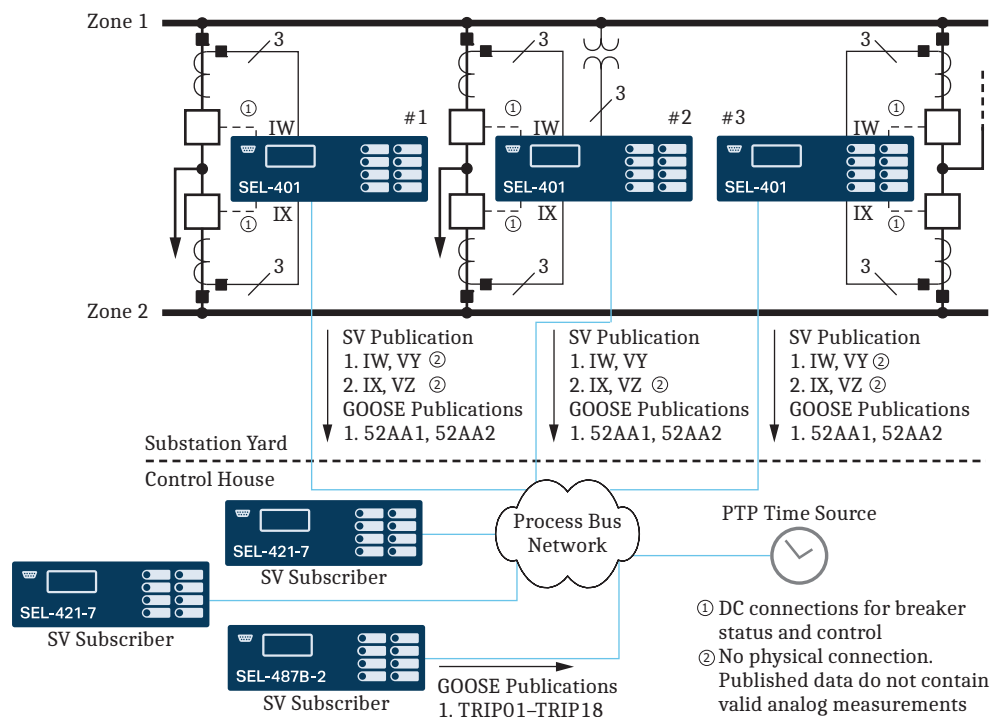 Zone 1
3
3
3
3
①
①
①
IW
#1
IW
#2
#3
IW
SEL-401
SEL-401
SEL-401
IX
IX
IX
①
①
①
3
3
3
Zone 2
SV Publication
1. IW, VY ②
2. IX, VZ ②
GOOSE Publications
1. 52AA1, 52AA2
SV Publication
1. IW, VY
2. IX, VZ ②
GOOSE Publications
1. 52AA1, 52AA2
SV Publication
1. IW, VY ②
2. IX, VZ ②
GOOSE Publications
1. 52AA1, 52AA2
Substation Yard
Control House
Process Bus
Network
PTP Time Source
SEL-421-7
SV Subscriber
SEL-421-7
SV Subscriber
SEL-487B-2
SV Subscriber
GOOSE Publications
1. TRIP01–TRIP18
① DC connections for breaker
status and control
② No physical connection.
Published data do not contain
valid analog measurements